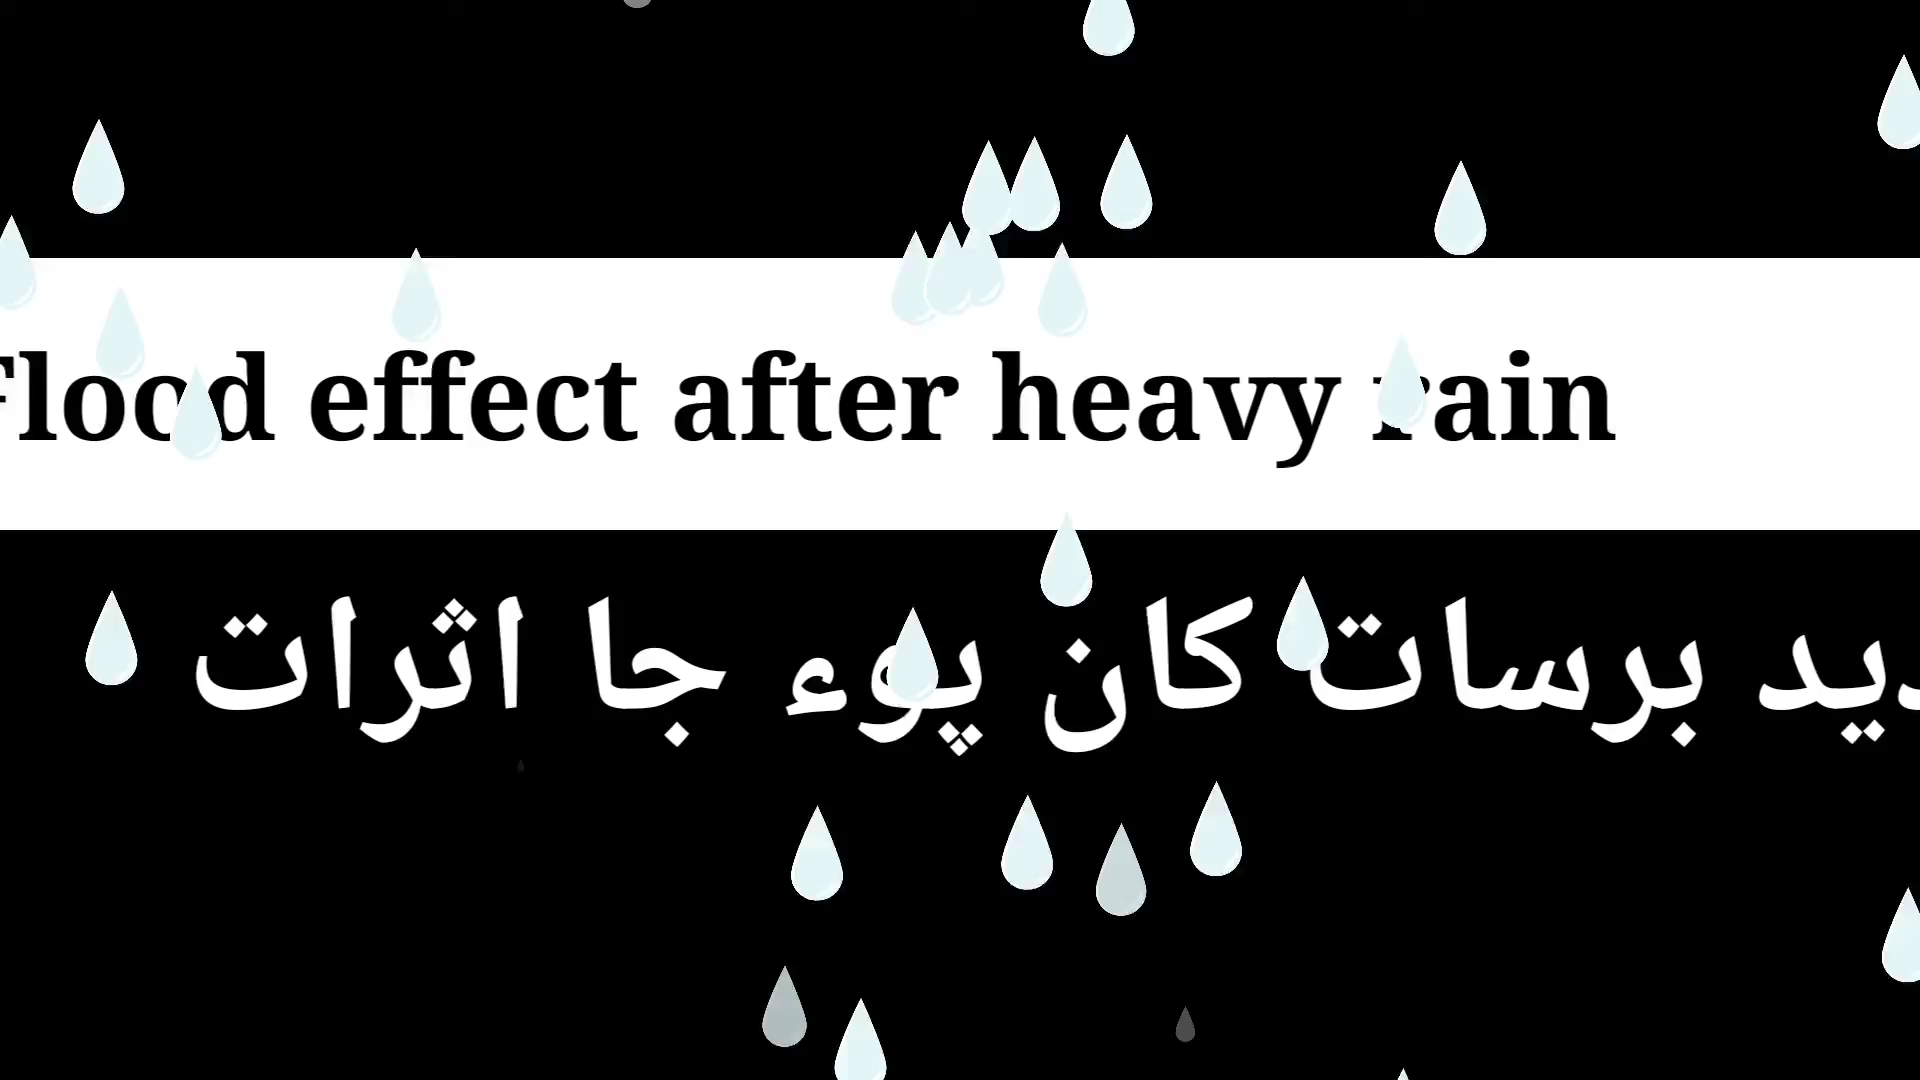 Flood effect after heavy rain
برسات کان پوء جا اثرات